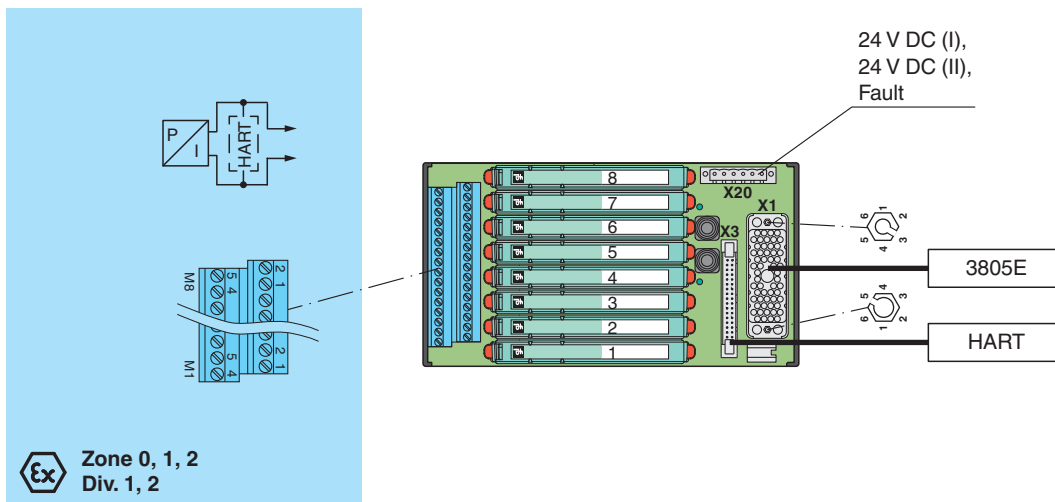 24 V DC (I),
24 V DC (II),
Fault
P
I
HART
8
7
6
5
4
3
2
1
X20
X1
X3
6 1 2
5 4 3
3805E
5 4 3
6 1 2
HART
M8
5 4
2 1
5 4
2 1
M1
Ex
Zone 0, 1, 2
Div. 1, 2